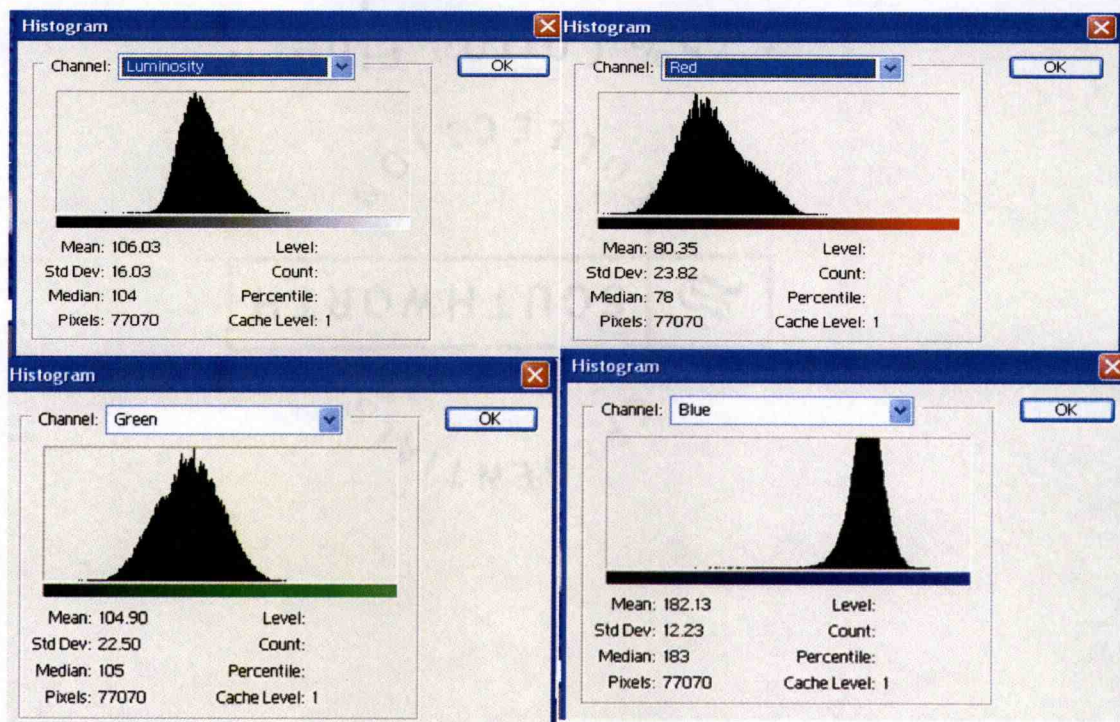 Histogram
Channel: Luminosity
OK
Mean: 106.03 Level:
Std Dev: 16.03 Count:
Median: 104 Percentile:
Pixels: 77070 Cache Level: 1
Histogram
Channel: Red
OK
Mean: 80.35 Level:
Std Dev: 23.82 Count:
Median: 78 Percentile:
Pixels: 77070 Cache Level: 1
Histogram
Channel: Green
OK
Mean: 104.90 Level:
Std Dev: 22.50 Count:
Median: 105 Percentile:
Pixels: 77070 Cache Level: 1
Histogram
Channel: Blue
OK
Mean: 182.13 Level:
Std Dev: 12.23 Count:
Median: 183 Percentile:
Pixels: 77070 Cache Level: 1